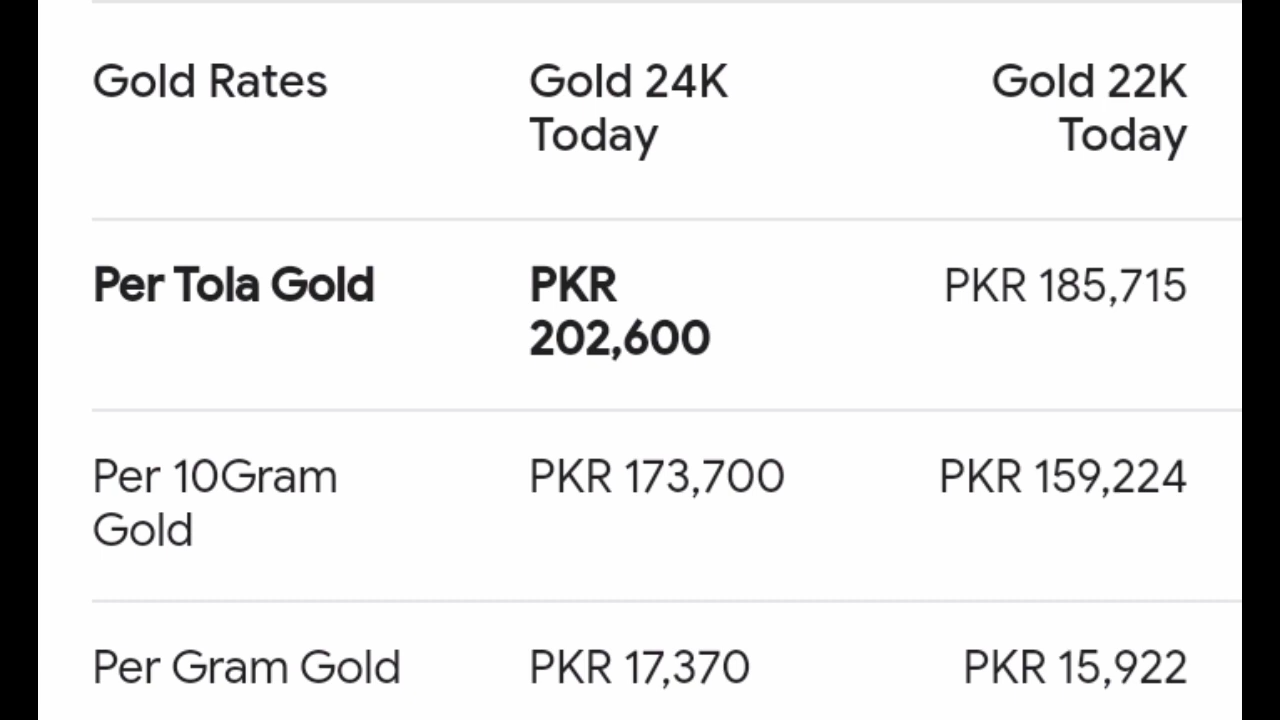 Gold Rates
Gold 24K
Today
Gold 22K
Today
Per Tola Gold
PKR
202,600
PKR 185,715
Per 10Gram
Gold
PKR 173,700
PKR 159,224
Per Gram Gold
PKR 17,370
PKR 15,922